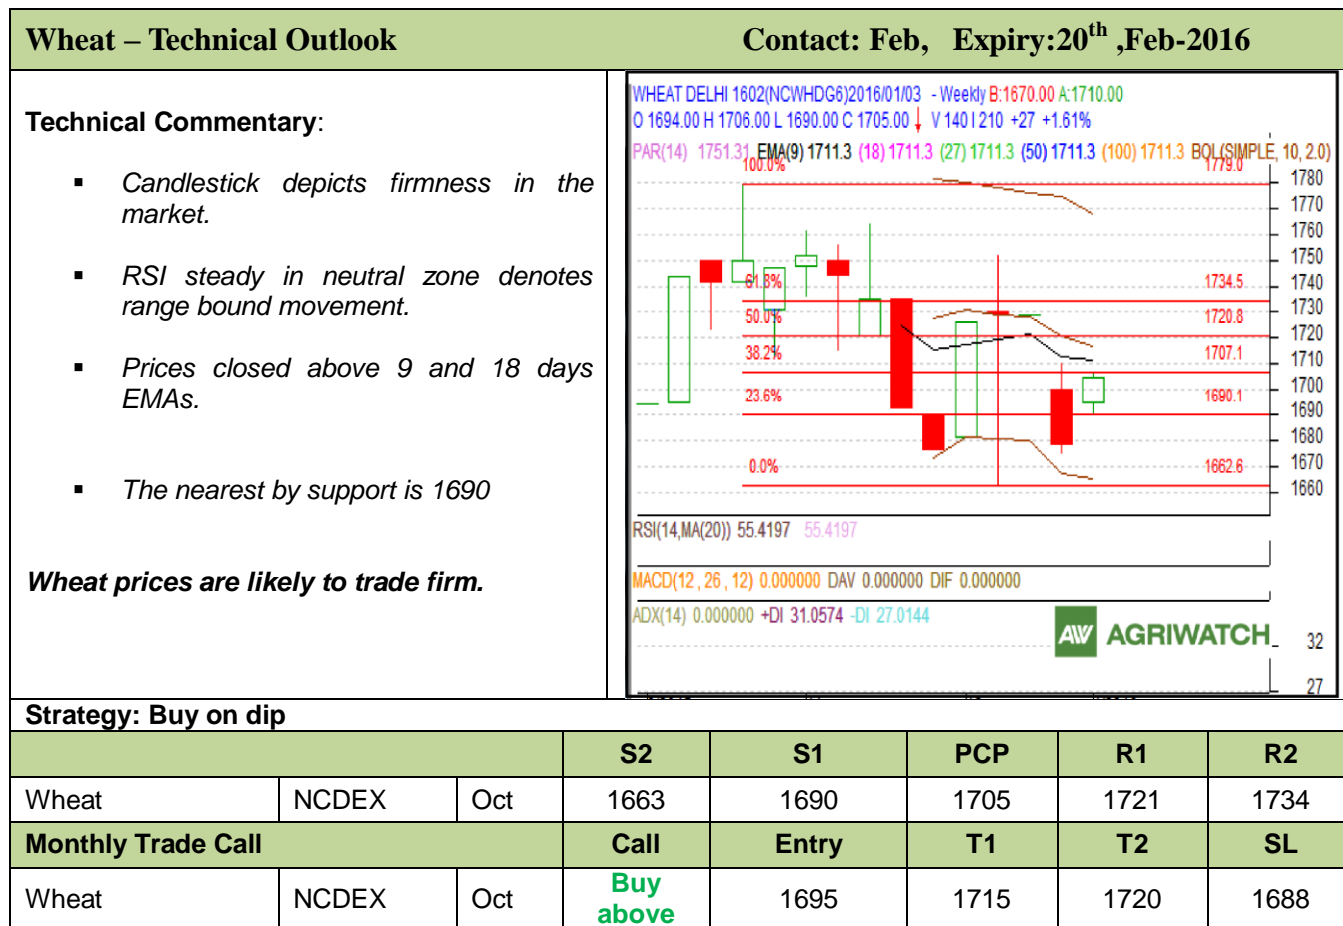 Wheat – Technical Outlook Contact: Feb, Expiry:20th ,Feb-2016
Technical Commentary:
▪ Candlestick depicts firmness in the
market.
▪ RSI steady in neutral zone denotes
range bound movement.
▪ Prices closed above 9 and 18 days
EMAs.
▪ The nearest by support is 1690
Wheat prices are likely to trade firm.
WHEAT DELHI 1602(NCWHDG6)2016/01/03 - Weekly B:1670.00 A:1710.00
O 1694.00 H 1706.00 L 1690.00 C 1705.00 ↓ V 140 I 210 +27 +1.61%
PAR(14) 1751.31 EMA(9) 1711.3 (18) 1711.3 (27) 1711.3 (50) 1711.3 (100) 1711.3 BOL(SIMPLE, 10, 2.0)
100.0% 1779.0
1780
1770
1760
1750
61.8% 1734.5 1740
1730
50.0% 1720.8
1720
38.2% 1707.1 1710
1700
23.6% 1690.1
1690
1680
0.0% 1662.6 1670
1660
RSI(14,MA(20)) 55.4197 55.4197
MACD(12 , 26 , 12) 0.000000 DAV 0.000000 DIF 0.000000
ADX(14) 0.000000 +DI 31.0574 -DI 27.0144
AW AGRIWATCH 32
27
Strategy: Buy on dip
S2 S1 PCP R1 R2
Wheat NCDEX Oct 1663 1690 1705 1721 1734
Monthly Trade Call Call Entry T1 T2 SL
Wheat NCDEX Oct Buy above 1695 1715 1720 1688